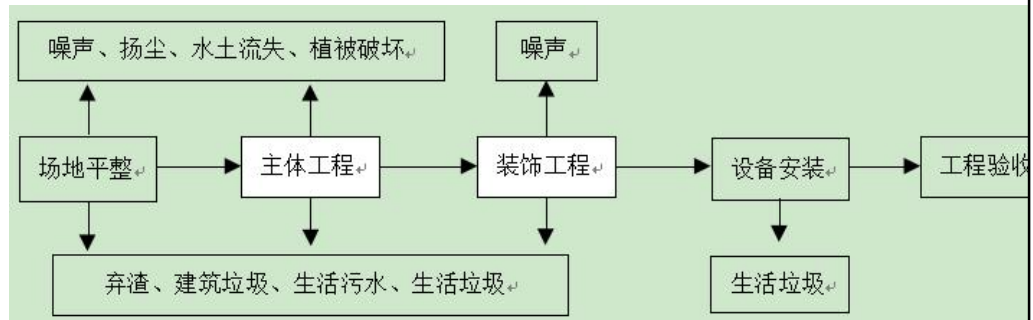 噪声、扬尘、水土流失、植被破坏
噪声
场地平整
主体工程
装饰工程
设备安装
工程验收
弃渣、建筑垃圾、生活污水、生活垃圾
生活垃圾